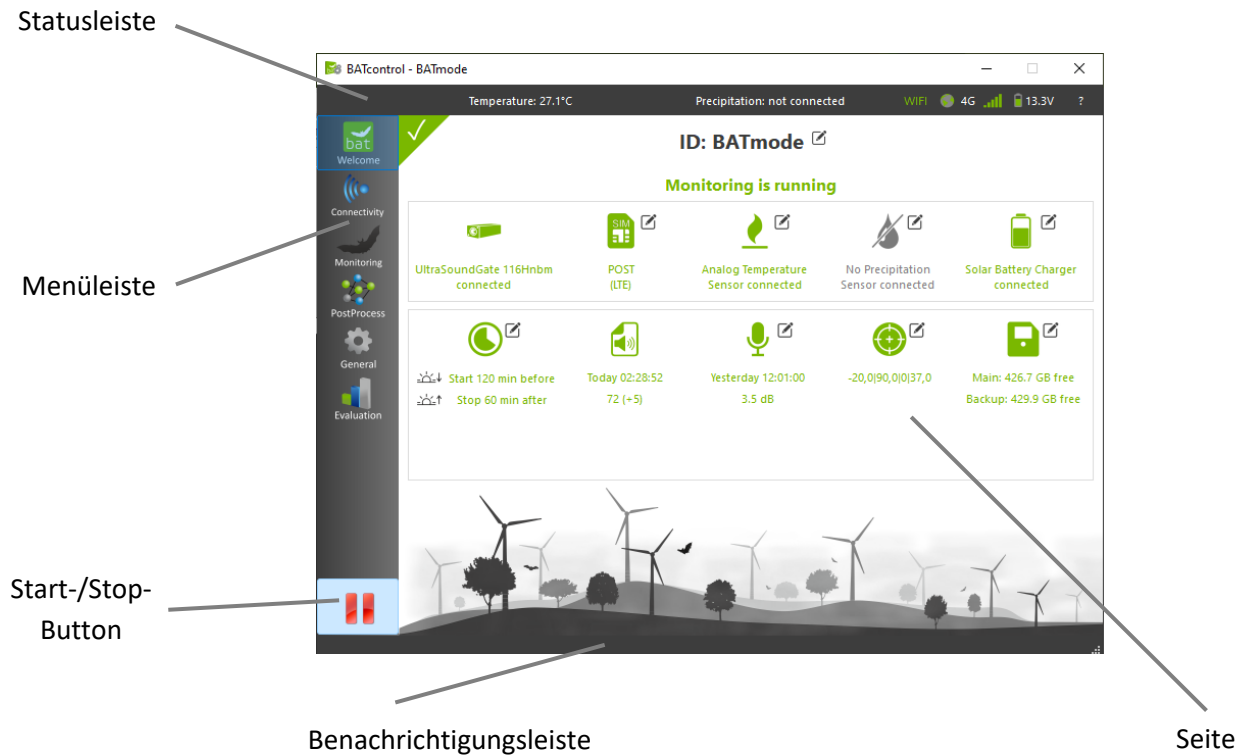 Statusleiste
BATcontrol - BATmode
Temperature: 27.1°C Precipitation: not connected WIFI 4G 13.3V ?
bat
Welcome
Connectivity
Monitoring
PostProcess
General
Evaluation
ID: BATmode
Monitoring is running
SIM
UltraSoundGate 116Hnbm
connected
POST
(LTE)
Analog Temperature
Sensor connected
No Precipitation
Sensor connected
Solar Battery Charger
connected
Start 120 min before
Stop 60 min after
Today 02:28:52
72 (+5)
Yesterday 12:01:00
3.5 dB
-20,0|90,0|0|37,0
Main: 426.7 GB free
Backup: 429.9 GB free
Menüleiste
Start-/Stop-
Button
Benachrichtigungsleiste
Seite